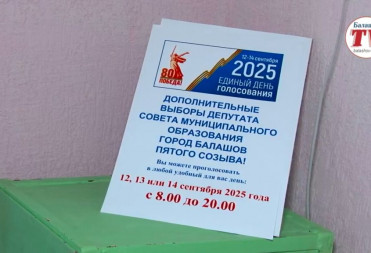 12-14 сентября
2025
ЕДИНЫЙ ДЕНЬ
ГОЛОСОВАНИЯ
80
ПОБЕДА!
ДОПОЛНИТЕЛЬНЫЕ
ВЫБОРЫ ДЕПУТАТА
СОВЕТА МУНИЦИПАЛЬНОГО
ОБРАЗОВАНИЯ
ГОРОД БАЛАШОВ
ПЯТОГО СОЗЫВА!
Вы можете проголосовать
в любой удобный для вас день:
12, 13 или 14 сентября 2025 года
с 8.00 до 20.00
TV